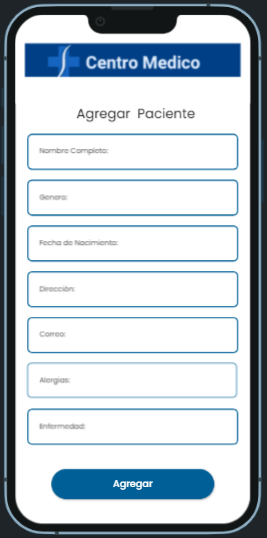 Centro Medico
Agregar Paciente
Nombre Completo:
Genero:
Fecha de Nacimiento:
Dirección:
Correo:
Alergias:
Enfermedad:
Agregar